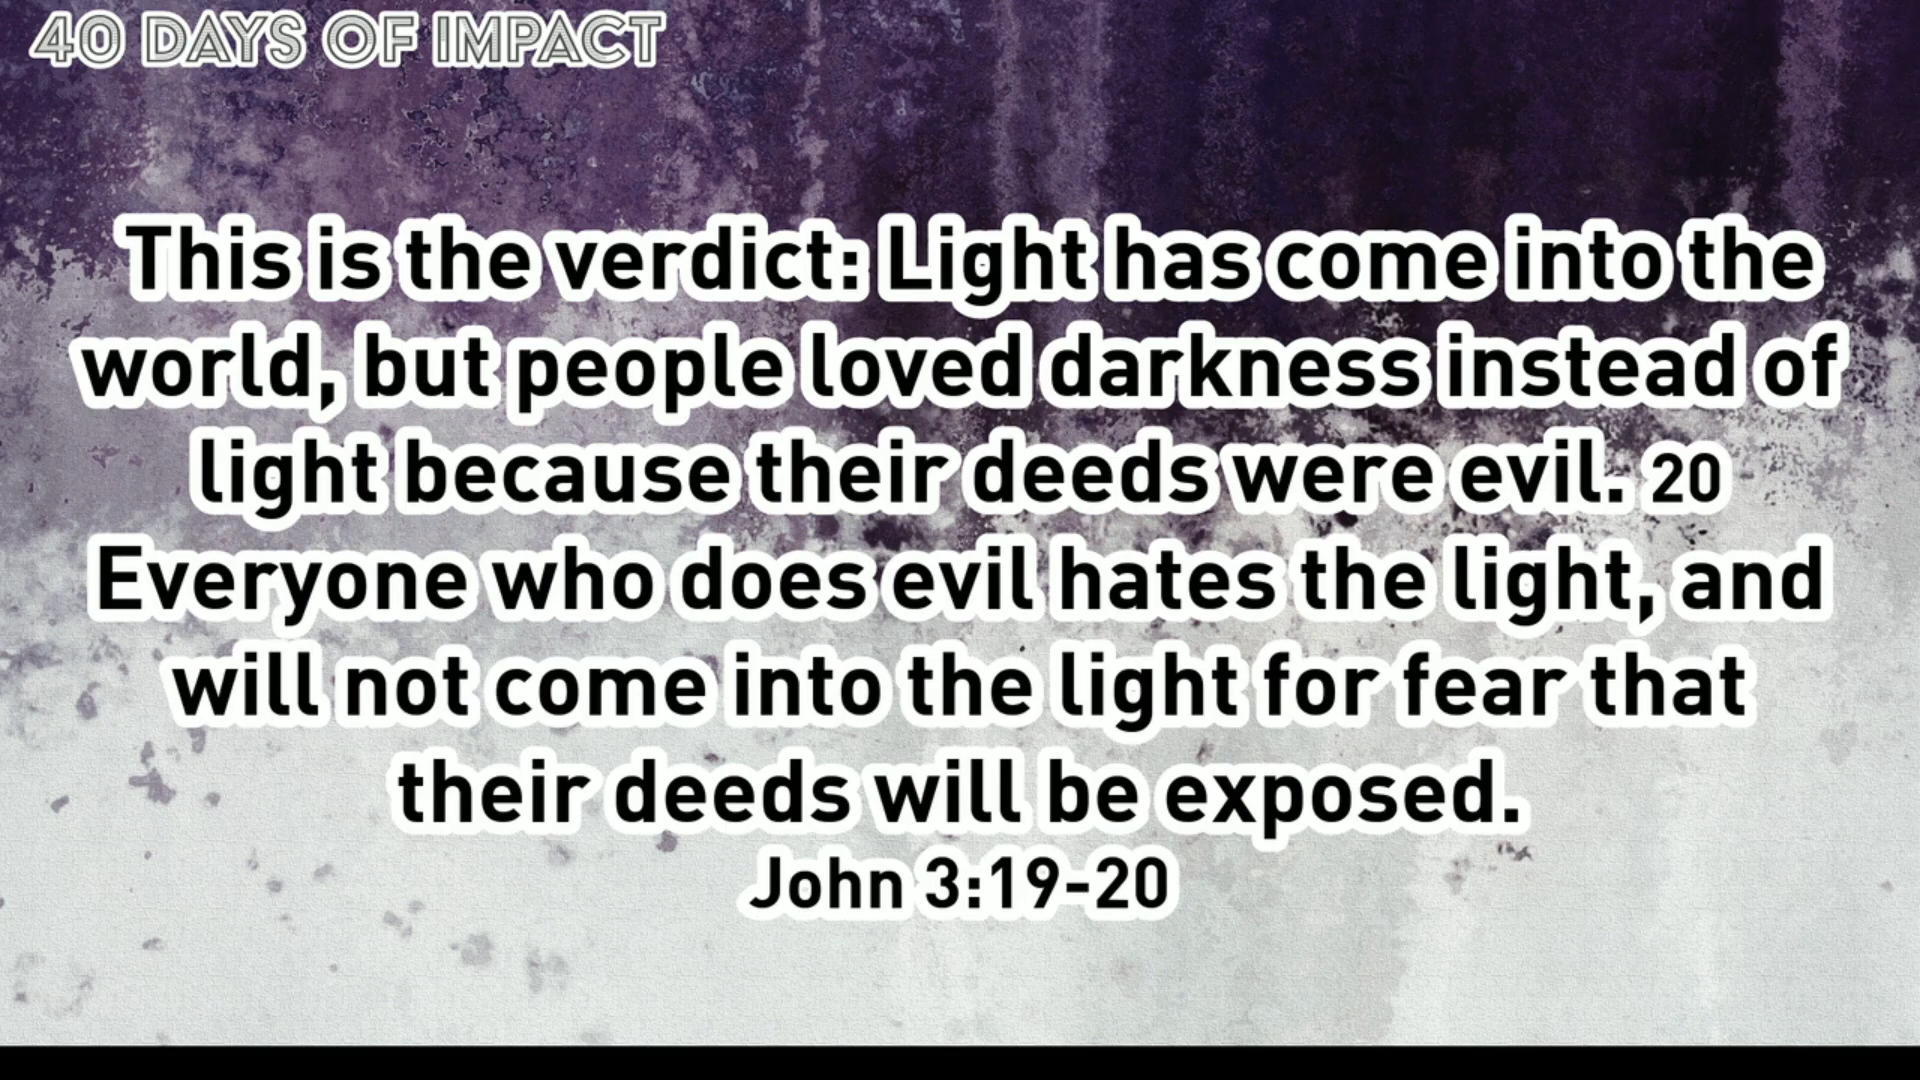 40 DAYS OF IMPACT
This is the verdict: Light has come into the
world, but people loved darkness instead of
light because their deeds were evil. 20
Everyone who does evil hates the light, and
will not come into the light for fear that
their deeds will be exposed.
John 3:19-20